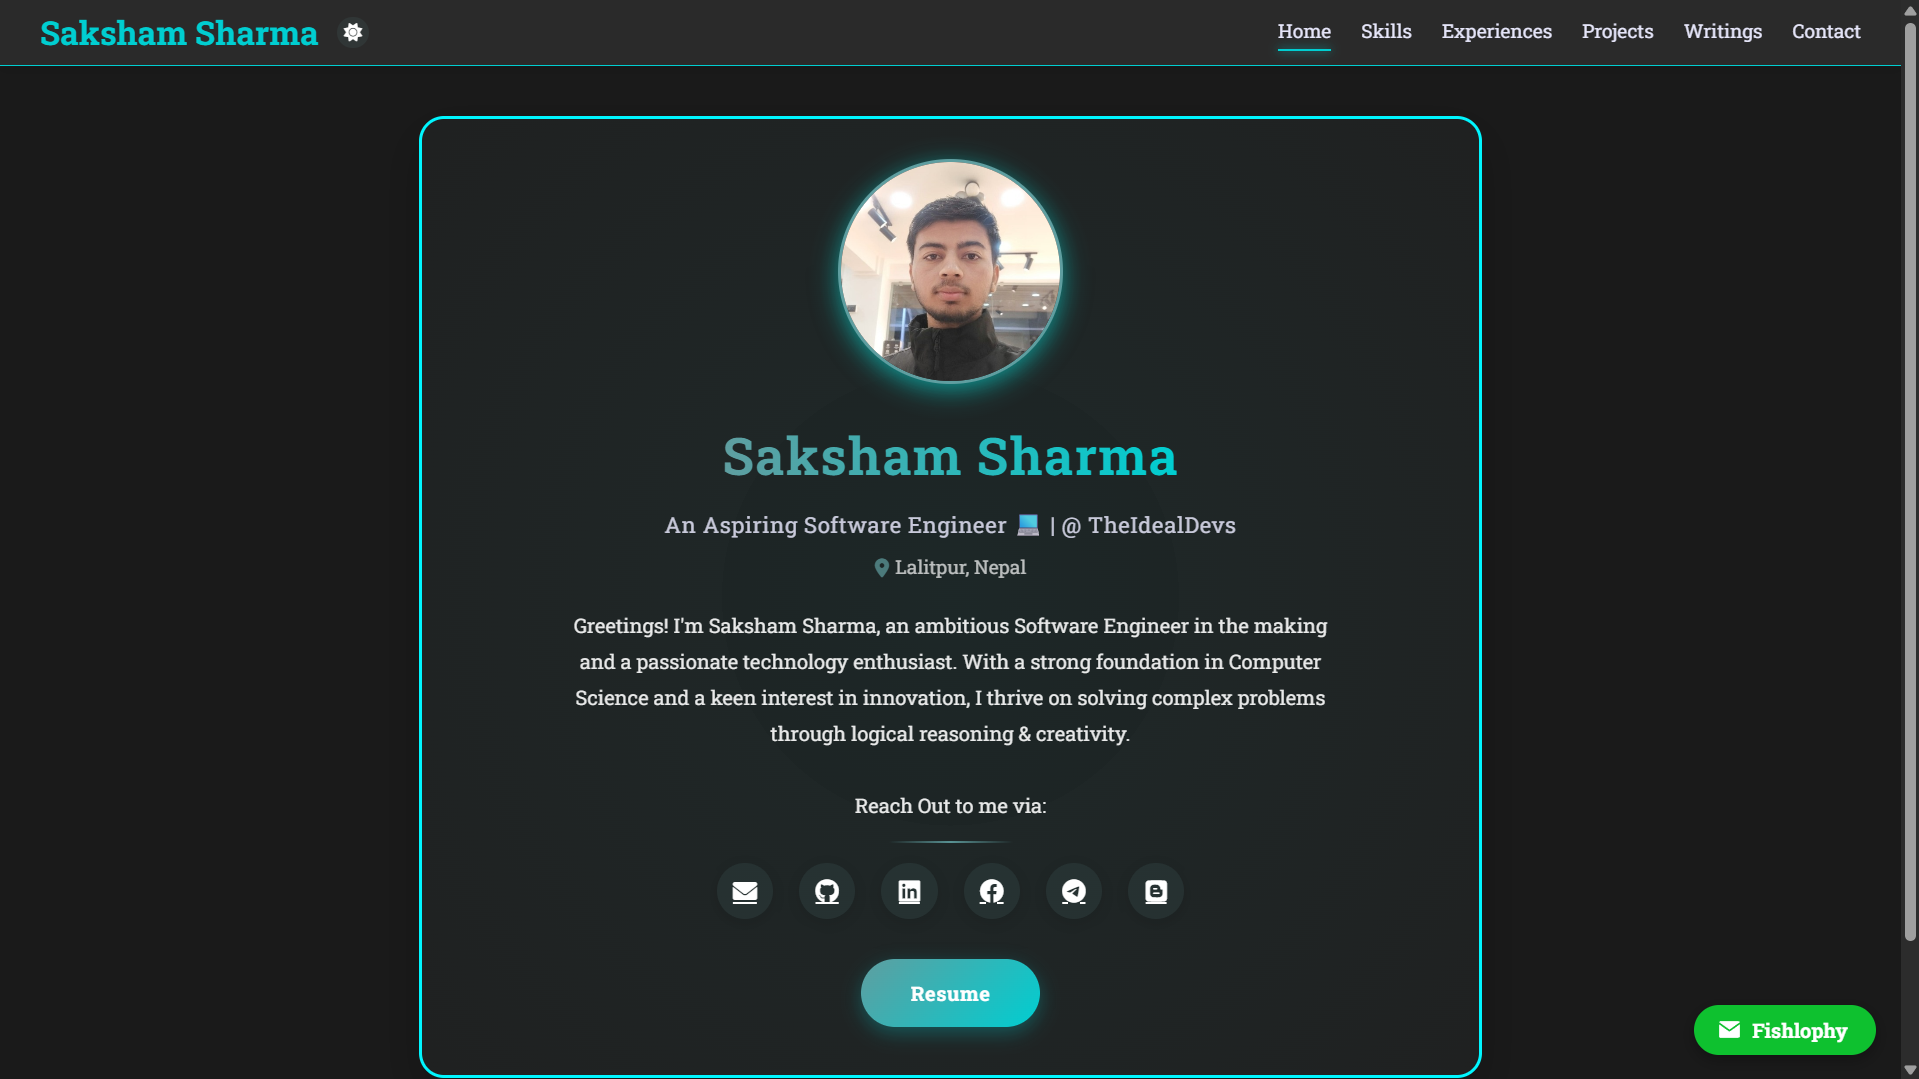 Saksham Sharma
Home Skills Experiences Projects Writings Contact
Saksham Sharma
An Aspiring Software Engineer 💻 | @ TheIdealDevs
Lalitpur, Nepal
Greetings! I'm Saksham Sharma, an ambitious Software Engineer in the making
and a passionate technology enthusiast. With a strong foundation in Computer
Science and a keen interest in innovation, I thrive on solving complex problems
through logical reasoning & creativity.
Reach Out to me via:
Resume
Fishlophy